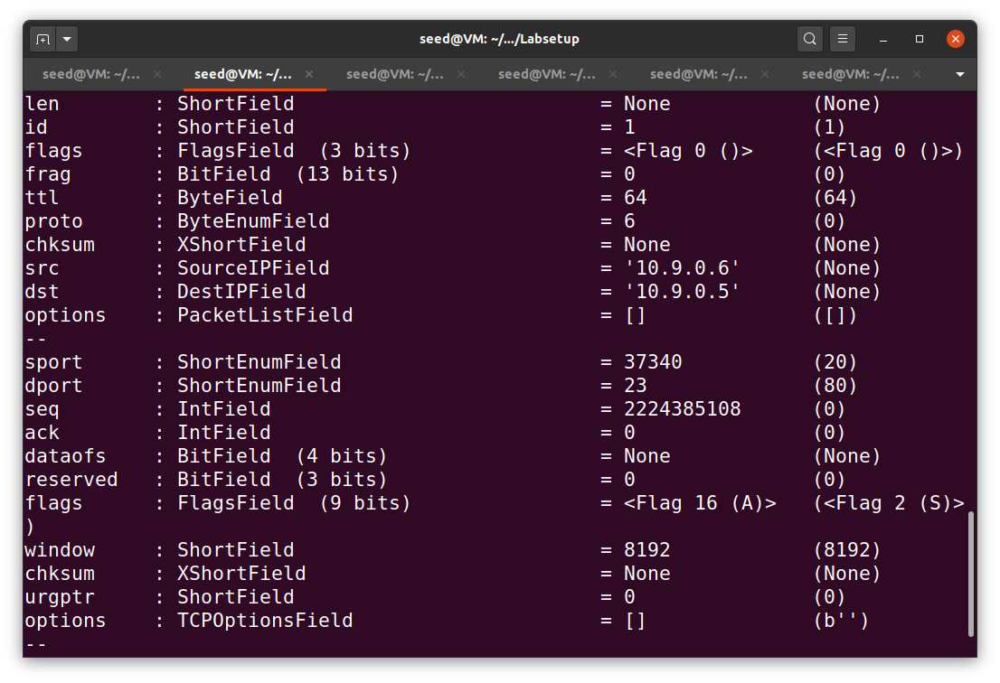 seed@VM: ~/.../Labsetup
seed@VM: ~/... × seed@VM: ~/... × seed@VM: ~/... × seed@VM: ~/... × seed@VM: ~/... × seed@VM: ~/... ×
len        : ShortField                          = None            (None)
id         : ShortField                          = 1               (1)
flags      : FlagsField  (3 bits)                = <Flag 0 ()>     (<Flag 0 ()>)
frag       : BitField  (13 bits)                 = 0               (0)
ttl        : ByteField                           = 64              (64)
proto      : ByteEnumField                       = 6               (0)
chksum     : XShortField                         = None            (None)
src        : SourceIPField                       = '10.9.0.6'      (None)
dst        : DestIPField                         = '10.9.0.5'      (None)
options    : PacketListField                     = []              ([])
--
sport      : ShortEnumField                      = 37340           (20)
dport      : ShortEnumField                      = 23              (80)
seq        : IntField                            = 2224385108      (0)
ack        : IntField                            = 0               (0)
dataofs    : BitField  (4 bits)                  = None            (None)
reserved   : BitField  (3 bits)                  = 0               (0)
flags      : FlagsField  (9 bits)                = <Flag 16 (A)>   (<Flag 2 (S)>
)
window     : ShortField                          = 8192            (8192)
chksum     : XShortField                         = None            (None)
urgptr     : ShortField                          = 0               (0)
options    : TCPOptionsField                     = []              (b'')
--